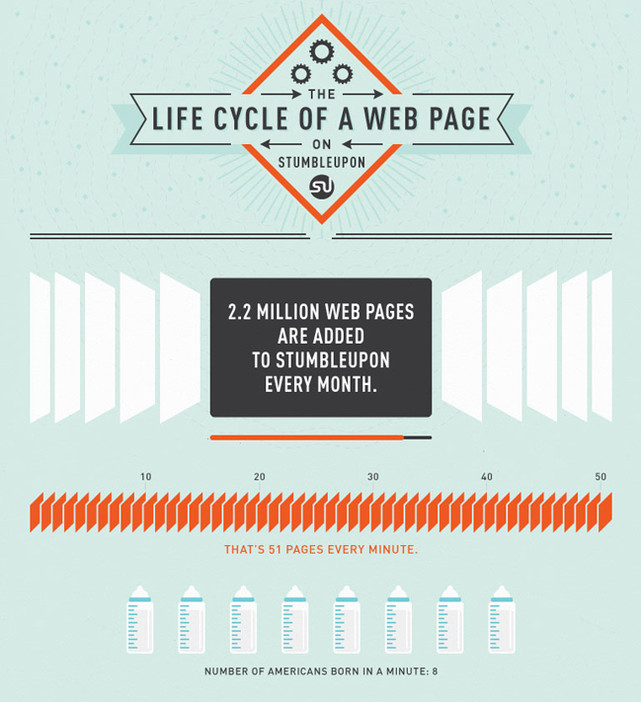 THE
LIFE CYCLE OF A WEB PAGE
ON
STUMBLEUPON
SU
2.2 MILLION WEB PAGES
ARE ADDED
TO STUMBLEUPON
EVERY MONTH.
10 20 30 40 50
THAT'S 51 PAGES EVERY MINUTE.
NUMBER OF AMERICANS BORN IN A MINUTE: 8